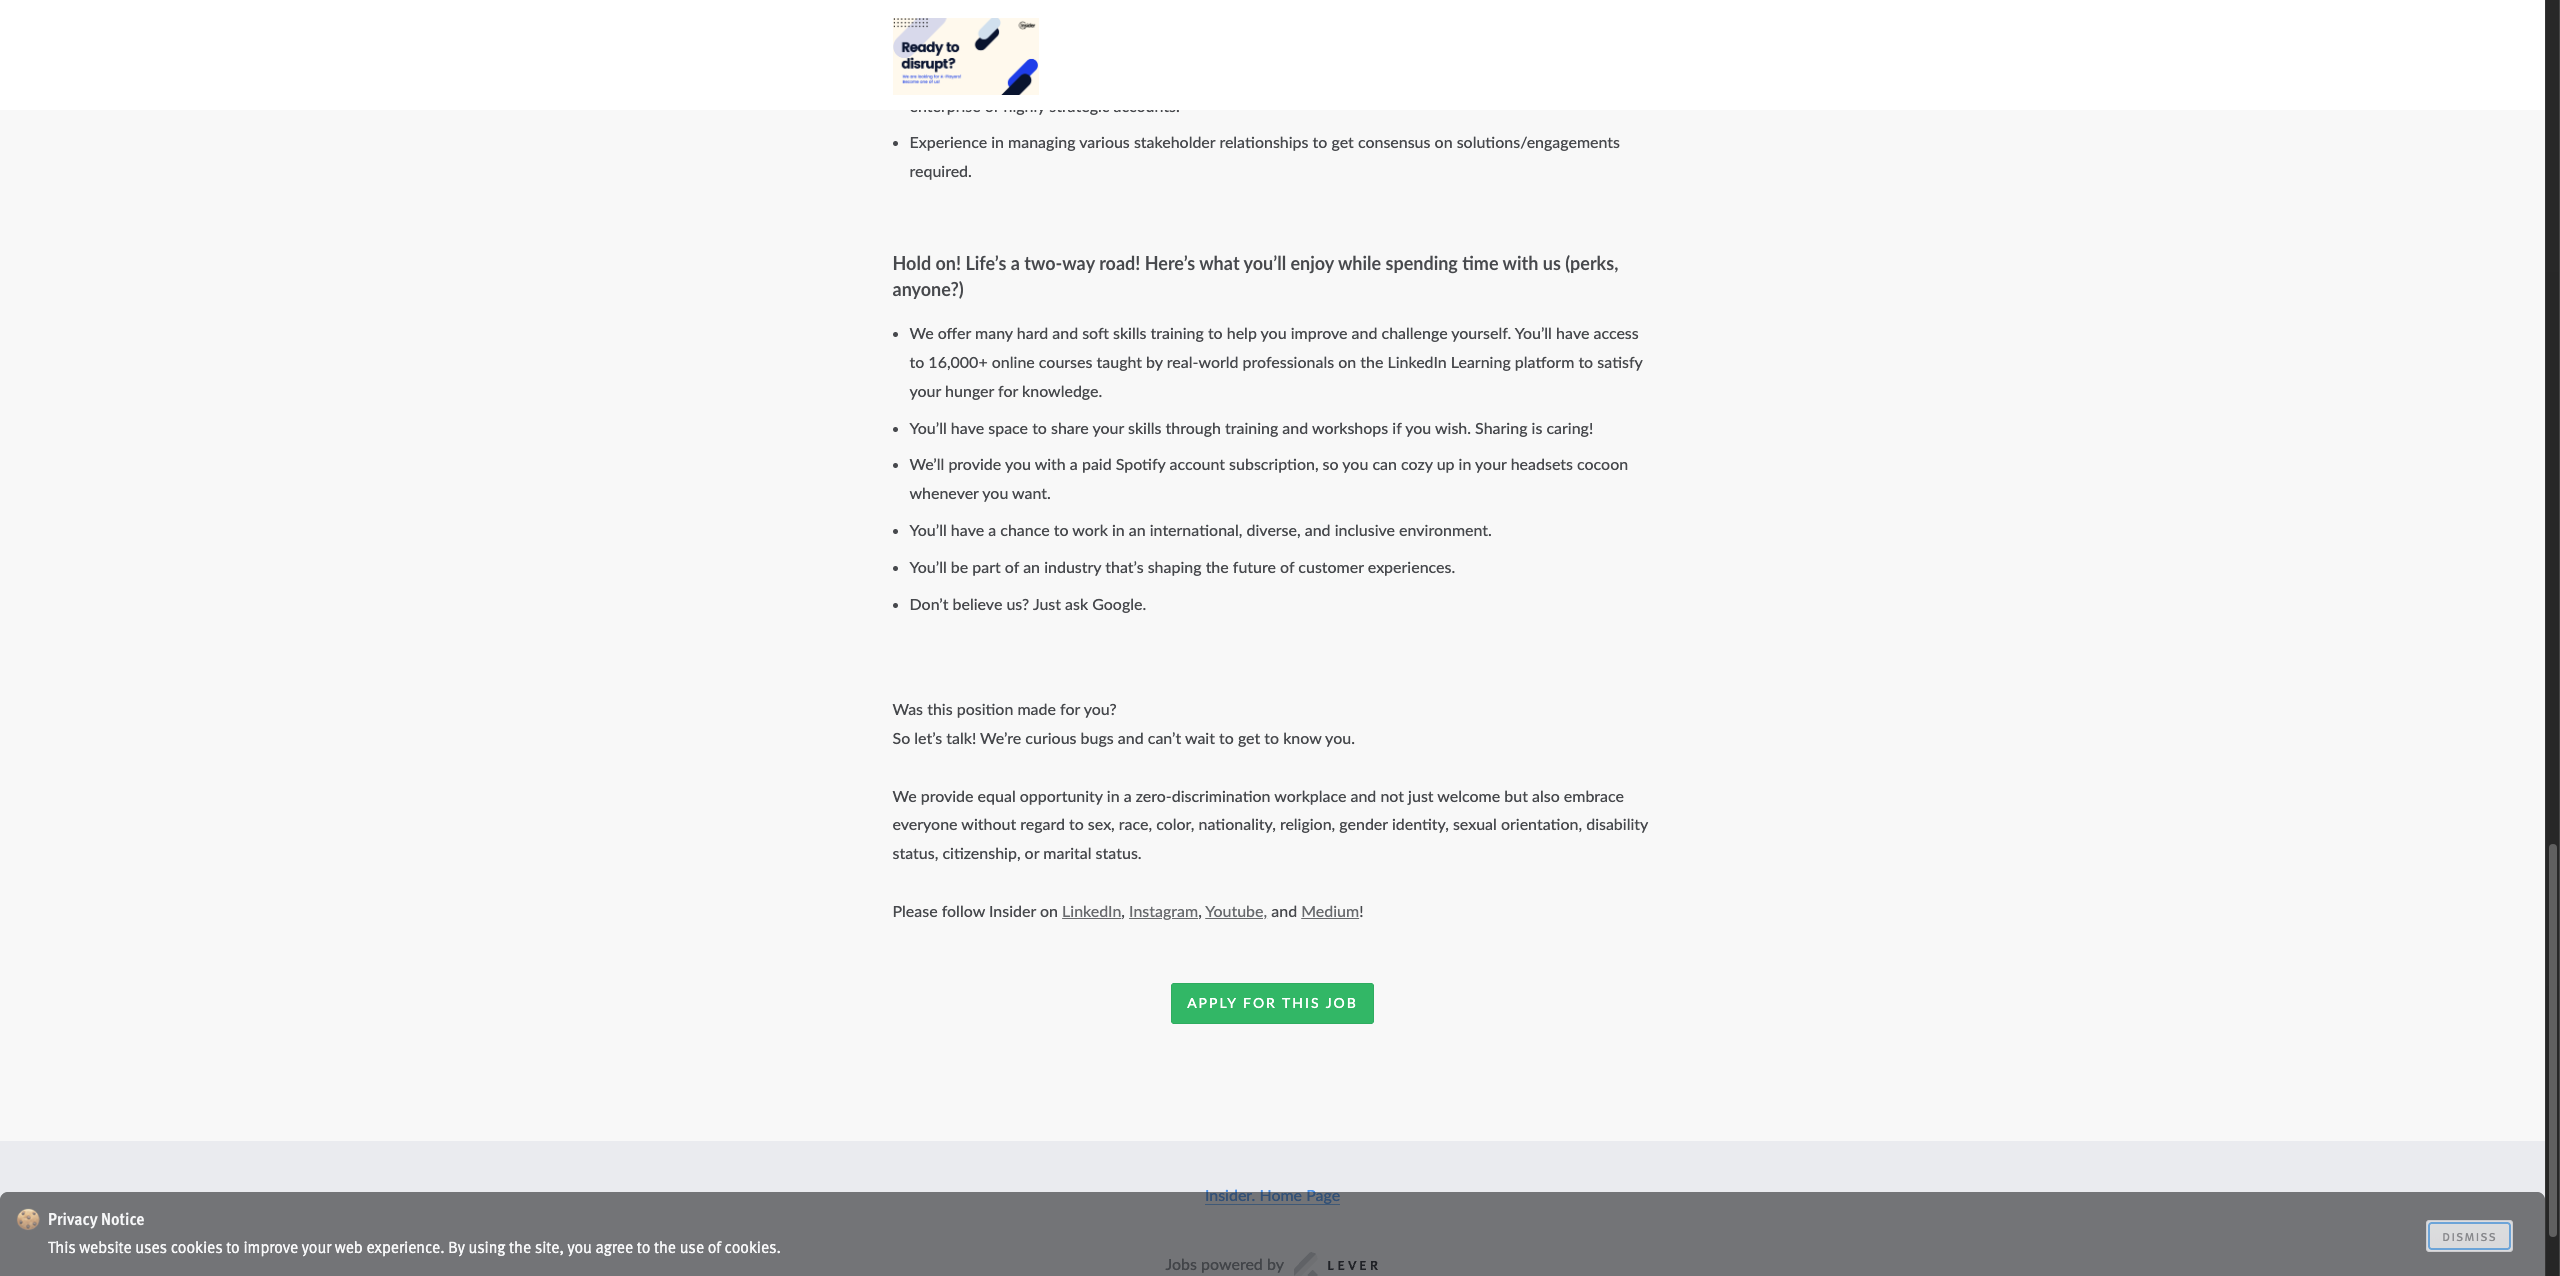 Insider
Ready to
disrupt?
We are looking for A-Players!
Become one of us!
enterprise or highly strategic accounts.
• Experience in managing various stakeholder relationships to get consensus on solutions/engagements
required.
Hold on! Life’s a two-way road! Here’s what you’ll enjoy while spending time with us (perks,
anyone?)
• We offer many hard and soft skills training to help you improve and challenge yourself. You’ll have access
to 16,000+ online courses taught by real-world professionals on the LinkedIn Learning platform to satisfy
your hunger for knowledge.
• You’ll have space to share your skills through training and workshops if you wish. Sharing is caring!
• We’ll provide you with a paid Spotify account subscription, so you can cozy up in your headsets cocoon
whenever you want.
• You’ll have a chance to work in an international, diverse, and inclusive environment.
• You’ll be part of an industry that’s shaping the future of customer experiences.
• Don’t believe us? Just ask Google.
Was this position made for you?
So let’s talk! We’re curious bugs and can’t wait to get to know you.
We provide equal opportunity in a zero-discrimination workplace and not just welcome but also embrace
everyone without regard to sex, race, color, nationality, religion, gender identity, sexual orientation, disability
status, citizenship, or marital status.
Please follow Insider on LinkedIn, Instagram, Youtube, and Medium!
APPLY FOR THIS JOB
Insider. Home Page
Privacy Notice
This website uses cookies to improve your web experience. By using the site, you agree to the use of cookies.
DISMISS
Jobs powered by LEVER